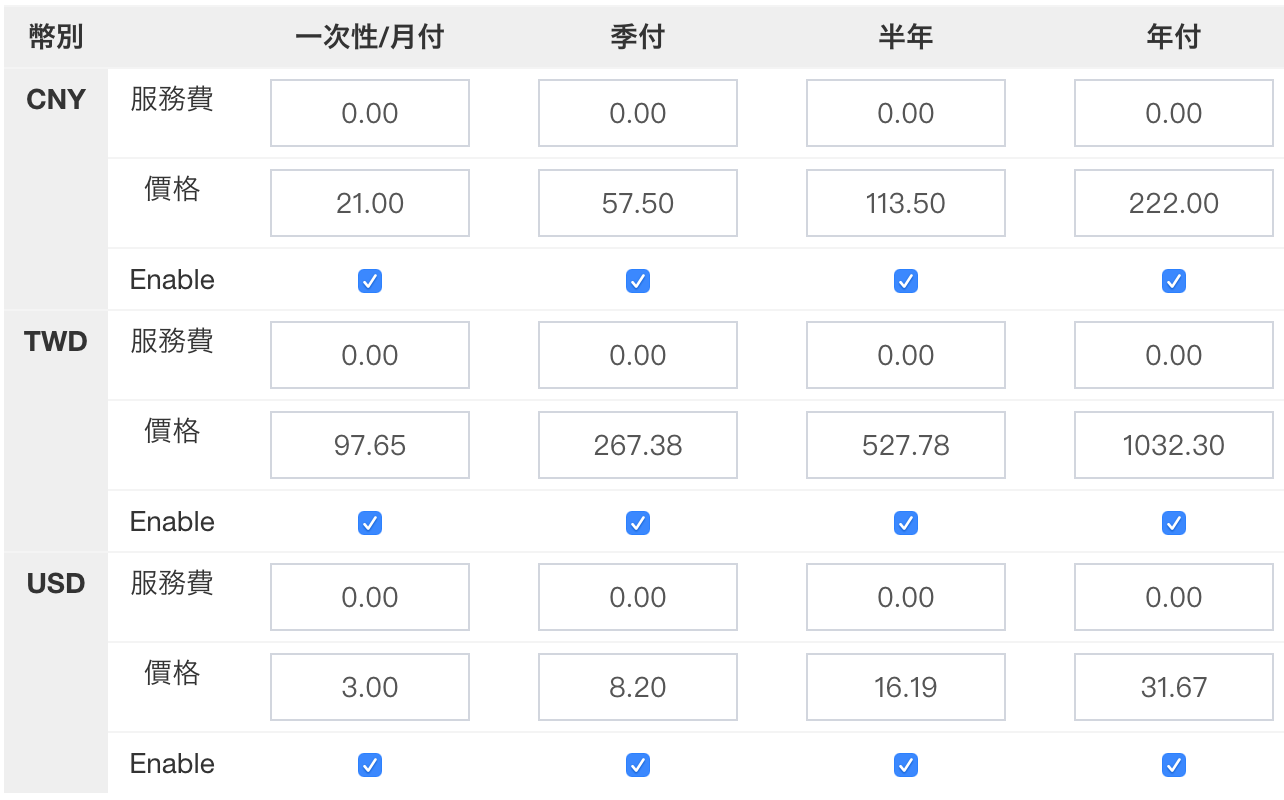 幣別 一次性/月付 季付 半年 年付
CNY 服務費 0.00 0.00 0.00 0.00
價格 21.00 57.50 113.50 222.00
Enable
TWD 服務費 0.00 0.00 0.00 0.00
價格 97.65 267.38 527.78 1032.30
Enable
USD 服務費 0.00 0.00 0.00 0.00
價格 3.00 8.20 16.19 31.67
Enable